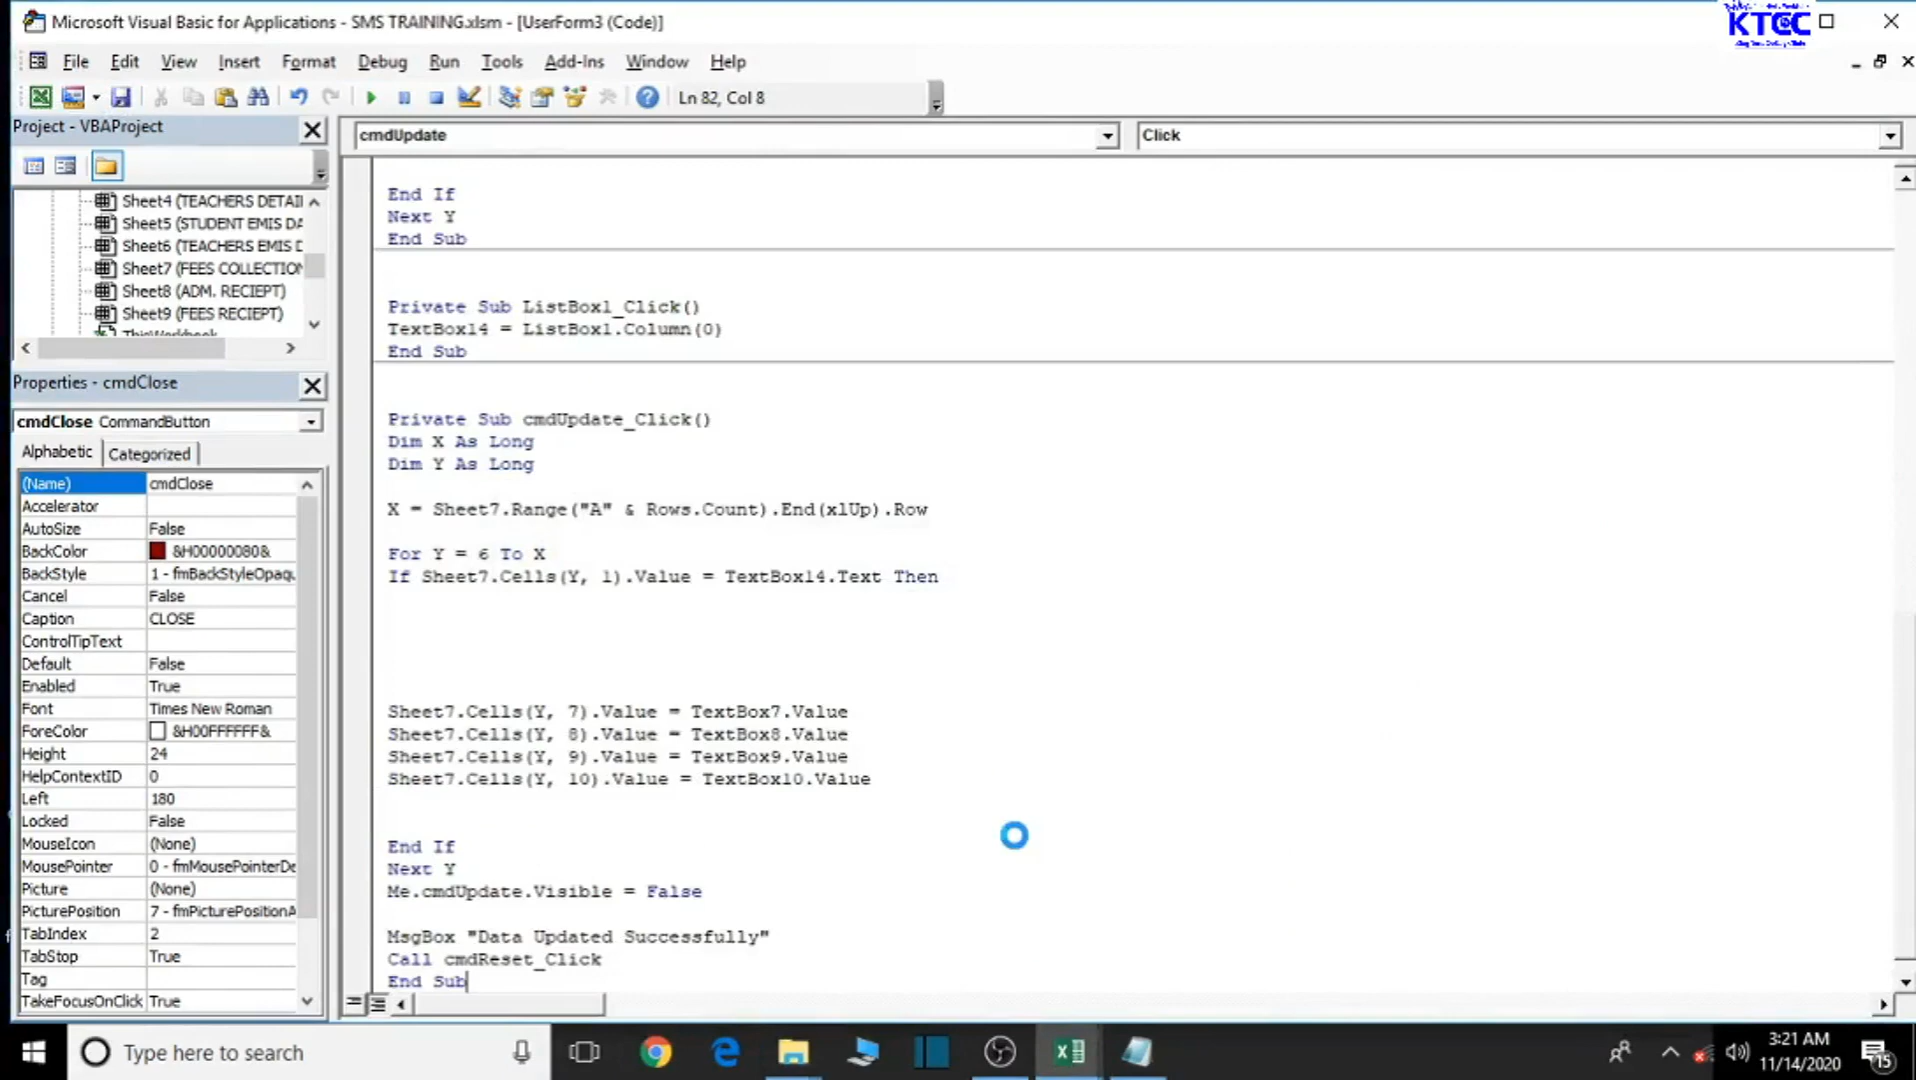 Microsoft Visual Basic for Applications - SMS TRAINING.xlsm - [UserForm3 (Code)]
KTCC
File Edit View Insert Format Debug Run Tools Add-Ins Window Help
Ln 82, Col 8
Project - VBAProject
Sheet4 (TEACHERS DETAI
Sheet5 (STUDENT EMIS DA
Sheet6 (TEACHERS EMIS D
Sheet7 (FEES COLLECTION
Sheet8 (ADM. RECIEPT)
Sheet9 (FEES RECIEPT)
ThisWorkbook
Properties - cmdClose
cmdClose CommandButton
Alphabetic Categorized
(Name) cmdClose
Accelerator
AutoSize False
BackColor &H00000080&
BackStyle 1 - fmBackStyleOpaqu
Cancel False
Caption CLOSE
ControlTipText
Default False
Enabled True
Font Times New Roman
ForeColor &H00FFFFFF&
Height 24
HelpContextID 0
Left 180
Locked False
MouseIcon (None)
MousePointer 0 - fmMousePointerDe
Picture (None)
PicturePosition 7 - fmPicturePositionA
TabIndex 2
TabStop True
Tag
TakeFocusOnClick True
cmdUpdate Click
End If
Next Y
End Sub
Private Sub ListBox1_Click()
TextBox14 = ListBox1.Column(0)
End Sub
Private Sub cmdUpdate_Click()
Dim X As Long
Dim Y As Long
X = Sheet7.Range("A" & Rows.Count).End(xlUp).Row
For Y = 6 To X
If Sheet7.Cells(Y, 1).Value = TextBox14.Text Then
Sheet7.Cells(Y, 7).Value = TextBox7.Value
Sheet7.Cells(Y, 8).Value = TextBox8.Value
Sheet7.Cells(Y, 9).Value = TextBox9.Value
Sheet7.Cells(Y, 10).Value = TextBox10.Value
End If
Next Y
Me.cmdUpdate.Visible = False
MsgBox "Data Updated Successfully"
Call cmdReset_Click
End Sub
Type here to search
3:21 AM
11/14/2020
15